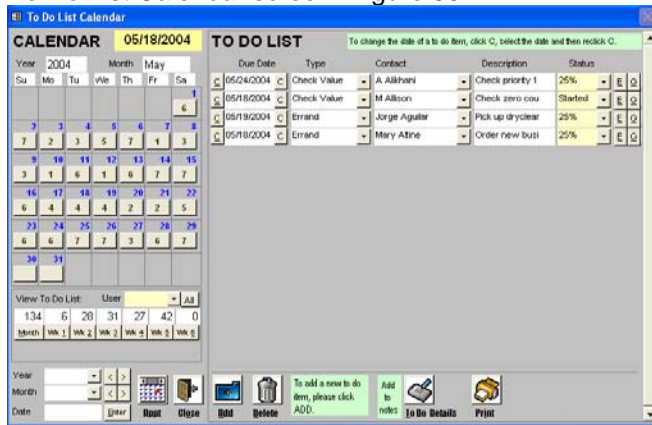 To Do List Calendar
CALENDAR 05/18/2004
Year 2004 Month May
Su Mo Tu We Th Fr Sa
1
6
2 3 4 5 6 7 8
7 2 3 5 7 1 3
9 10 11 12 13 14 15
3 1 6 1 6 7 7
16 17 18 19 20 21 22
6 4 4 4 2 2 5
23 24 25 26 27 28 29
6 6 7 7 3 6 7
30 31
View To Do List: User All
134 6 28 31 27 42 0
Month Wk 1 Wk 2 Wk 3 Wk 4 Wk 5 Wk 6
Year < >
Month < >
Date Enter Rppt Close
TO DO LIST To change the date of a to do item, click C, select the date and then reclick C.
Due Date Type Contact Description Status
C 05/24/2004 C Check Value A Alikhani Check priority 1 25% E O
C 05/18/2004 C Check Value M Allison Check zero cou Started E O
C 05/18/2004 C Errand Jorge Aguilar Pick up dryclear 25% E O
C 05/18/2004 C Errand Mary Atine Order new busi 25% E O
Add Delete
To add a new to do
item, please click
ADD.
Add
to
notes
To Do Details Print